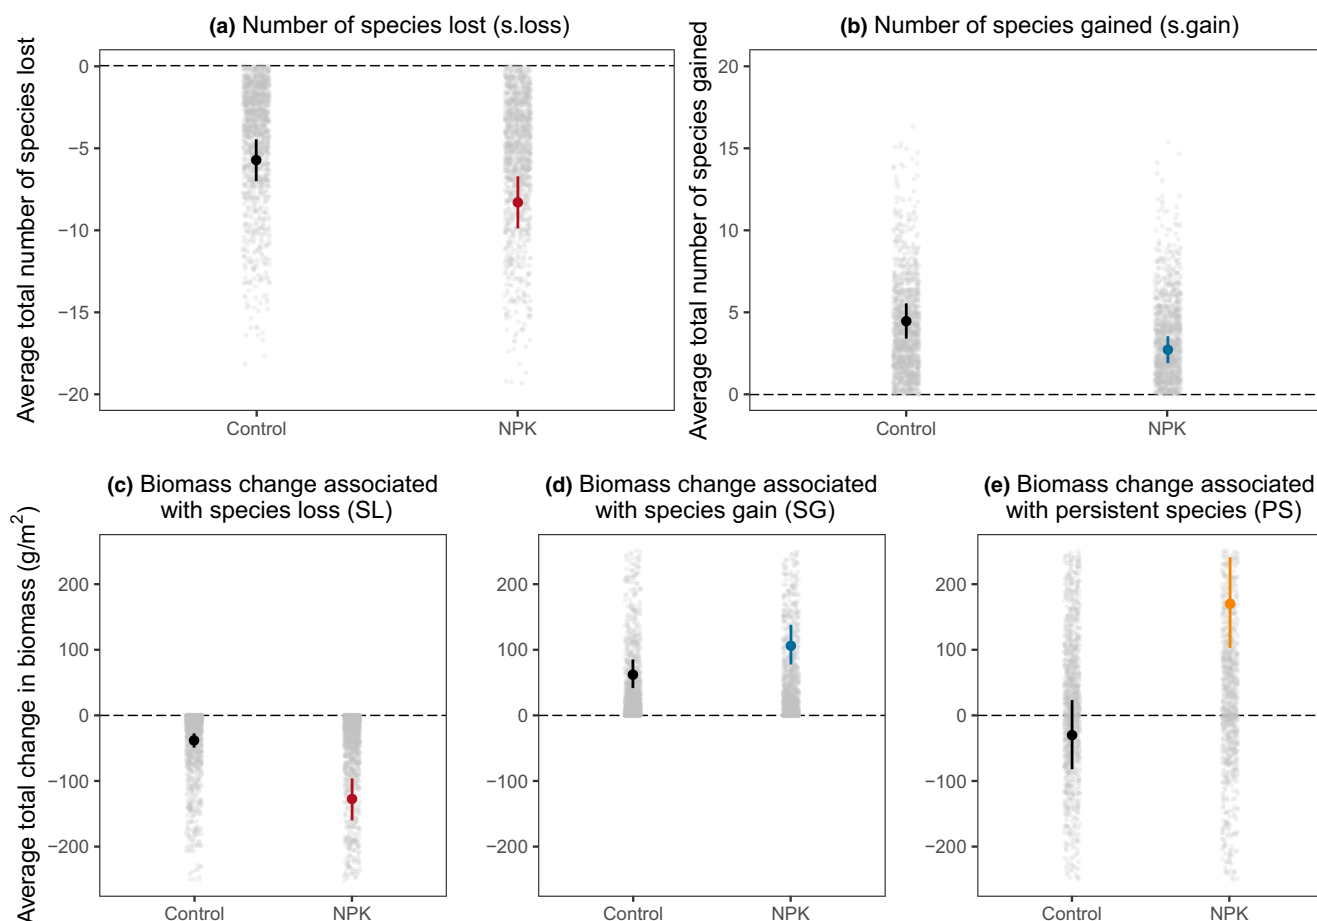 (a) Number of species lost (s.loss)
Average total number of species lost
0
−5
−10
−15
−20
Control
NPK
(b) Number of species gained (s.gain)
Average total number of species gained
20
15
10
5
0
Control
NPK
(c) Biomass change associated
with species loss (SL)
Average total change in biomass (g/m²)
200
100
0
−100
−200
Control
NPK
(d) Biomass change associated
with species gain (SG)
200
100
0
−100
−200
Control
NPK
(e) Biomass change associated
with persistent species (PS)
200
100
0
−100
−200
Control
NPK